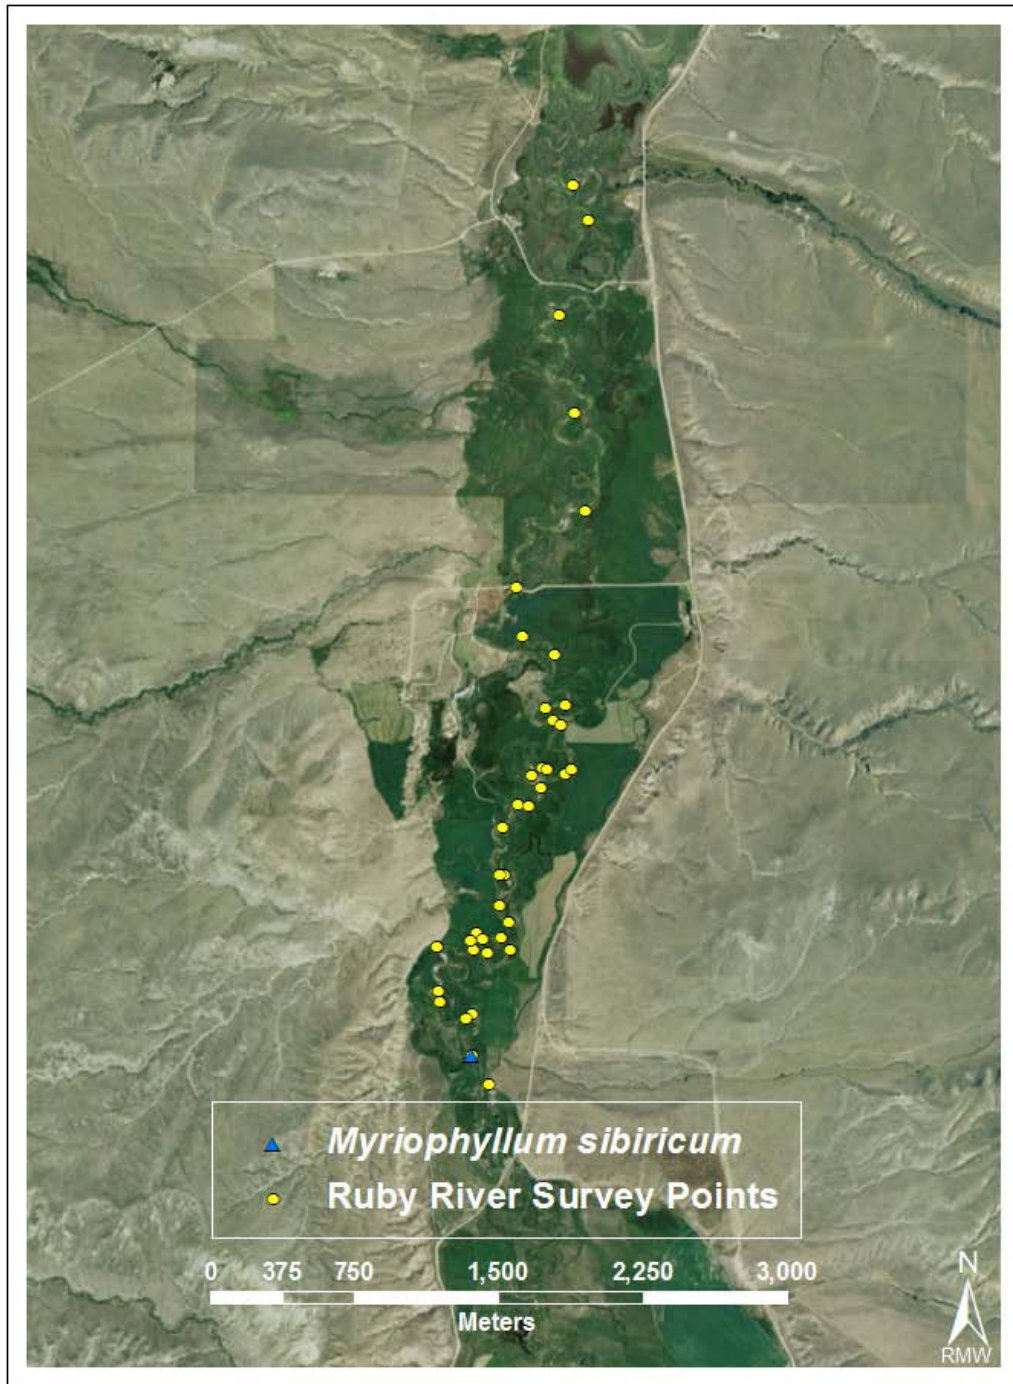 Myriophyllum sibiricum
Ruby River Survey Points
0 375 750 1,500 2,250 3,000
Meters
N
RMW